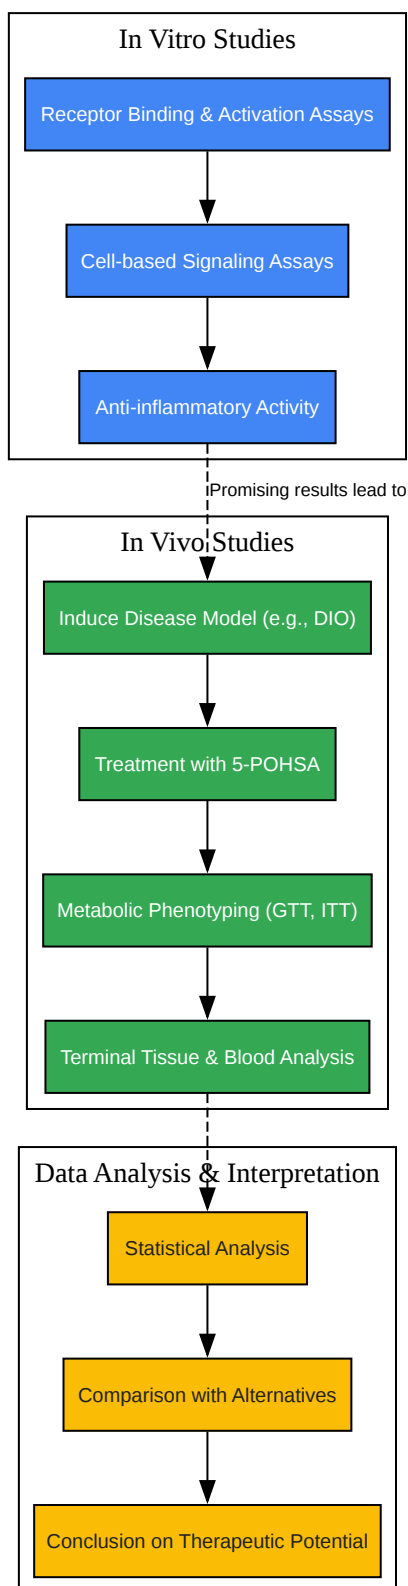 In Vitro Studies
Receptor Binding & Activation Assays
Cell-based Signaling Assays
Anti-inflammatory Activity
Promising results lead to
In Vivo Studies
Induce Disease Model (e.g., DIO)
Treatment with 5-POHSA
Metabolic Phenotyping (GTT, ITT)
Terminal Tissue & Blood Analysis
Data Analysis & Interpretation
Statistical Analysis
Comparison with Alternatives
Conclusion on Therapeutic Potential